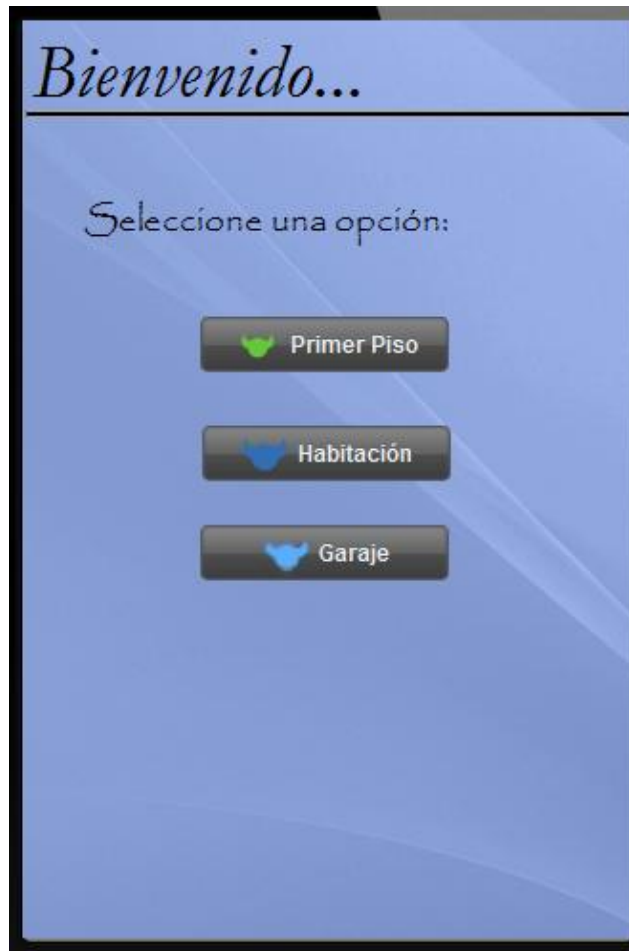 Bienvenido...
Seleccione una opción:
Primer Piso
Habitación
Garaje